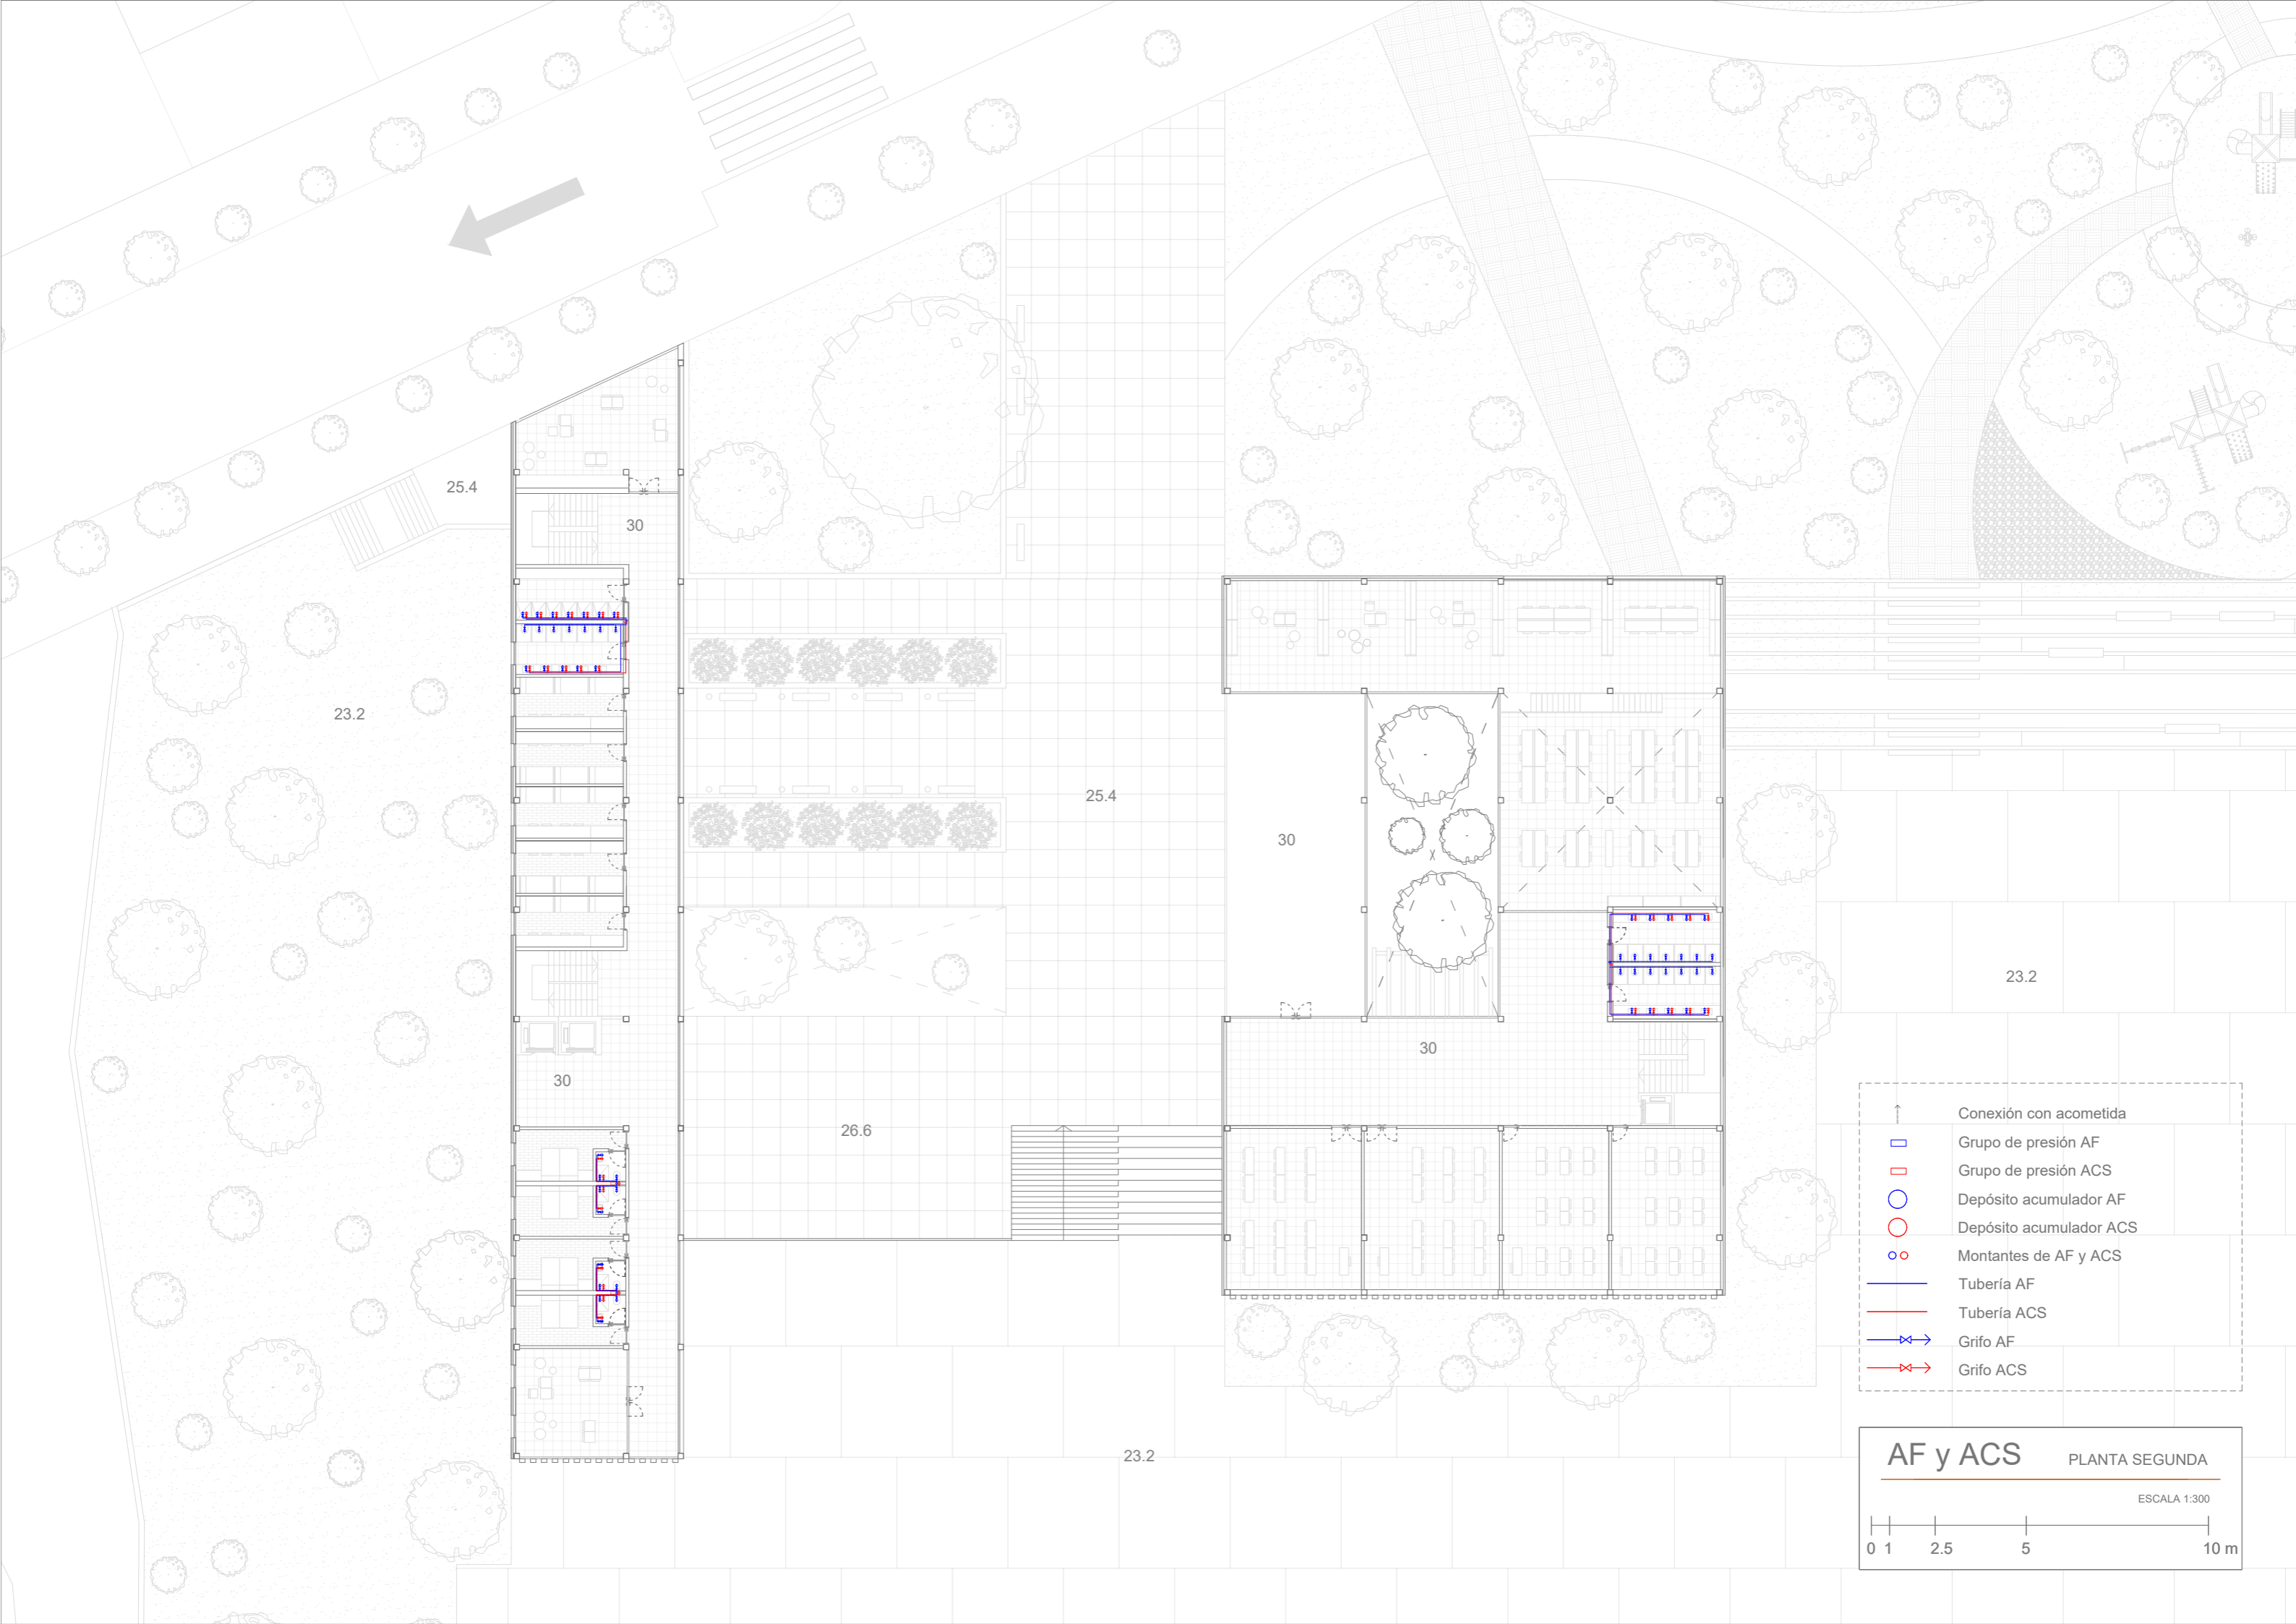 25.4
30
23.2
25.4
30
23.2
30
30
26.6
23.2
Conexión con acometida
Grupo de presión AF
Grupo de presión ACS
Depósito acumulador AF
Depósito acumulador ACS
Montantes de AF y ACS
Tubería AF
Tubería ACS
Grifo AF
Grifo ACS
AF y ACS PLANTA SEGUNDA
ESCALA 1:300
0 1 2.5 5 10 m